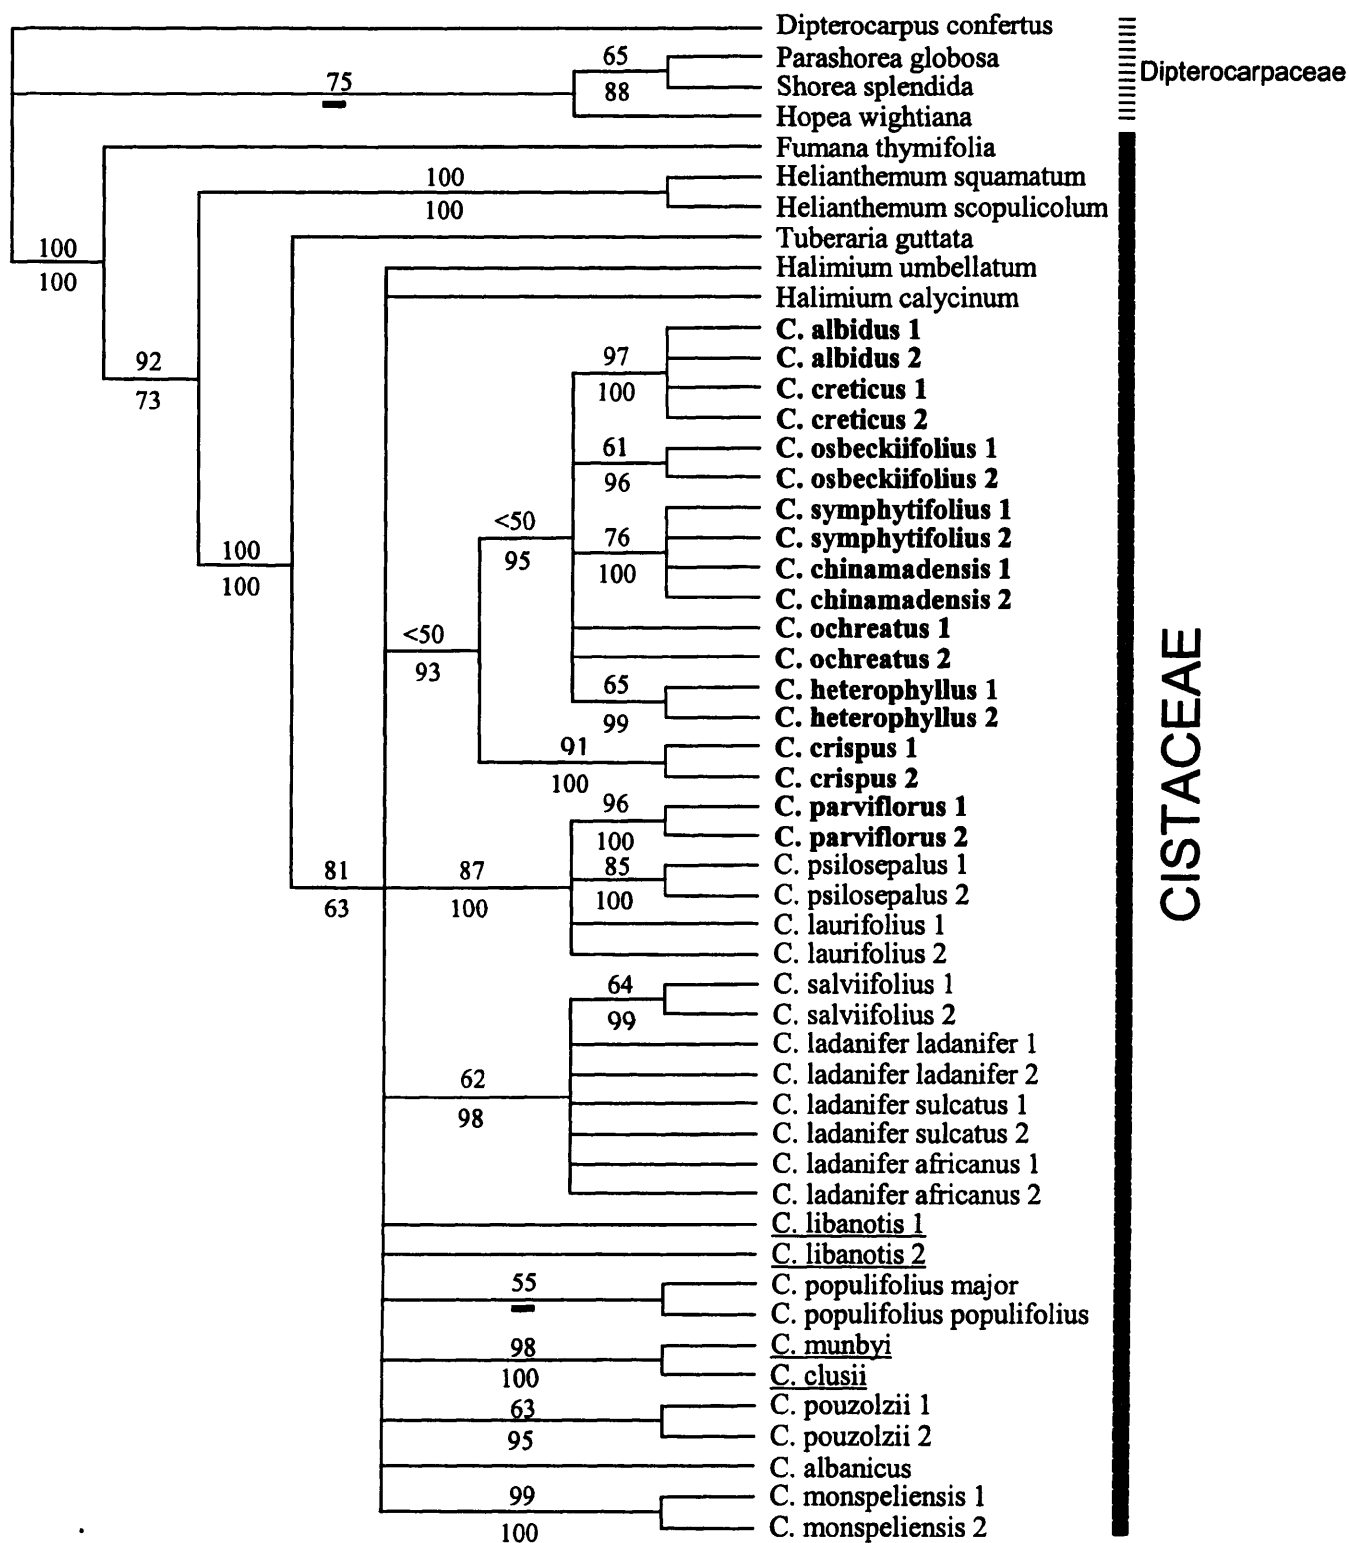 Dipterocarpus confertus
65
Parashorea globosa
Dipterocarpaceae
75
88
Shorea splendida
Hopea wightiana
Fumana thymifolia
100
Helianthemum squamatum
100
Helianthemum scopulicolum
100
Tuberaria guttata
100
Halimium umbellatum
Halimium calycinum
C. albidus 1
92
97
C. albidus 2
73
100
C. creticus 1
C. creticus 2
61
C. osbeckiifolius 1
96
C. osbeckiifolius 2
<50
C. symphytifolius 1
76
C. symphytifolius 2
100
95
100
C. chinamadensis 1
100
C. chinamadensis 2
<50
C. ochreatus 1
93
C. ochreatus 2
65
C. heterophyllus 1
99
C. heterophyllus 2
91
C. crispus 1
100
C. crispus 2
96
C. parviflorus 1
100
C. parviflorus 2
CISTACEAE
81
87
85
C. psilosepalus 1
63
100
100
C. psilosepalus 2
C. laurifolius 1
C. laurifolius 2
64
C. salviifolius 1
99
C. salviifolius 2
C. ladanifer ladanifer 1
62
C. ladanifer ladanifer 2
98
C. ladanifer sulcatus 1
C. ladanifer sulcatus 2
C. ladanifer africanus 1
C. ladanifer africanus 2
C. libanotis 1
C. libanotis 2
55
C. populifolius major
C. populifolius populifolius
98
C. munbyi
100
C. clusii
63
C. pouzolzii 1
95
C. pouzolzii 2
C. albanicus
99
C. monspeliensis 1
100
C. monspeliensis 2